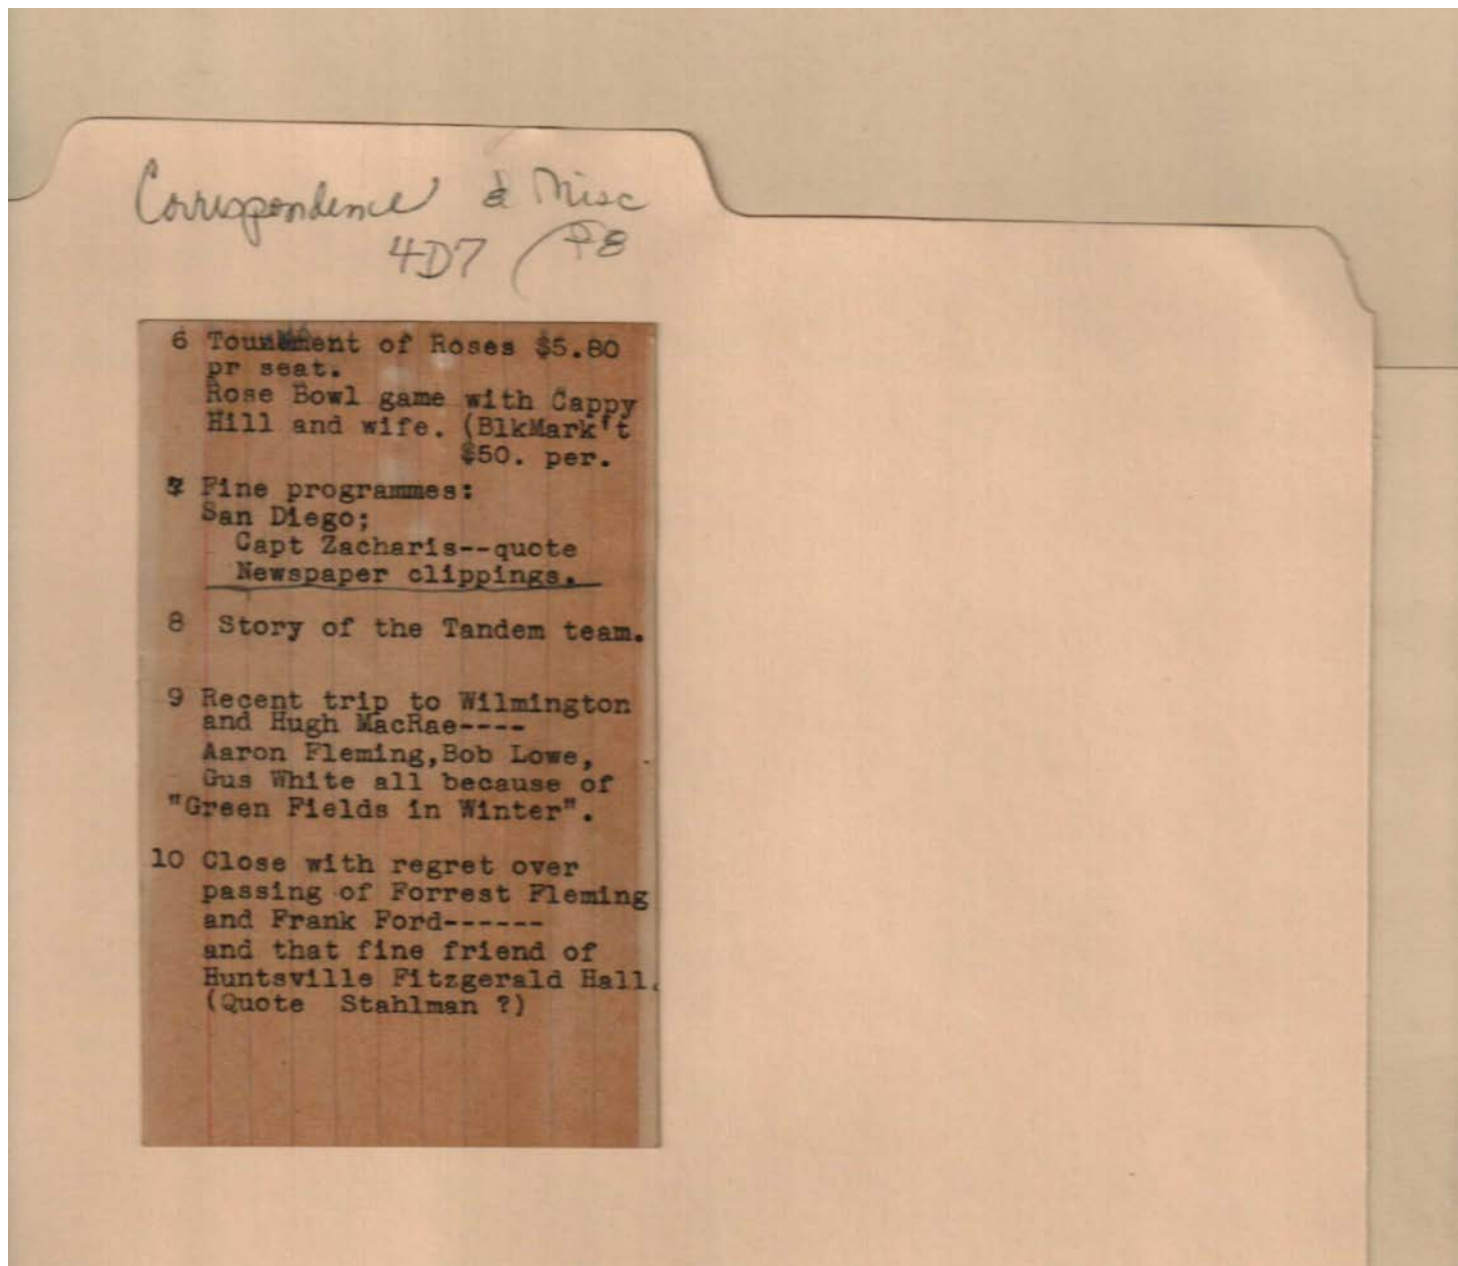 Correspondence & Misc
4D7 (P8
6 Tournament of Roses $5.80
pr seat.
Rose Bowl game with Cappy
Hill and wife. (BlkMark't
$50. per.
7 Fine programmes:
San Diego;
Capt Zacharis--quote
Newspaper clippings.
8 Story of the Tandem team.
9 Recent trip to Wilmington
and Hugh MacRae----
Aaron Fleming,Bob Lowe,
Gus White all because of
"Green Fields in Winter".
10 Close with regret over
passing of Forrest Fleming
and Frank Ford------
and that fine friend of
Huntsville Fitzgerald Hall.
(Quote Stahlman ?)